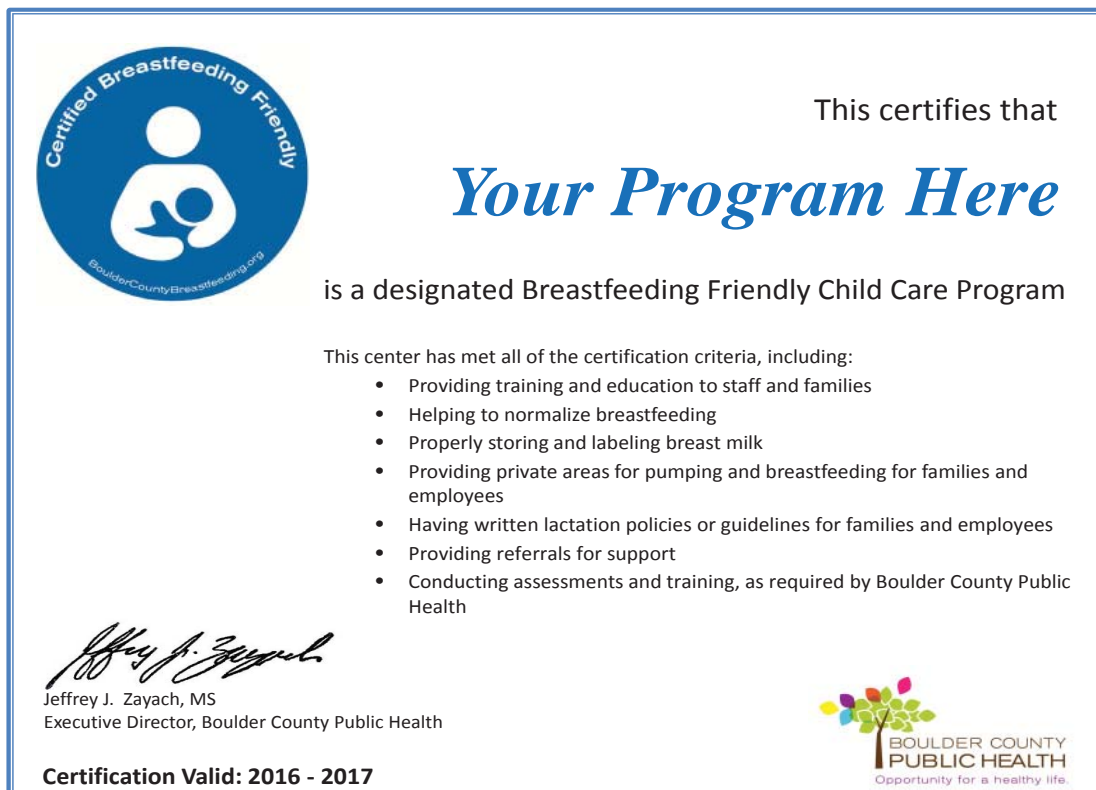 Certified Breastfeeding Friendly
BoulderCountyBreastfeeding.org
This certifies that
Your Program Here
is a designated Breastfeeding Friendly Child Care Program
This center has met all of the certification criteria, including:
• Providing training and education to staff and families
• Helping to normalize breastfeeding
• Properly storing and labeling breast milk
• Providing private areas for pumping and breastfeeding for families and
employees
• Having written lactation policies or guidelines for families and employees
• Providing referrals for support
• Conducting assessments and training, as required by Boulder County Public
Health
Jeffrey J. Zayach
Jeffrey J. Zayach, MS
Executive Director, Boulder County Public Health
Certification Valid: 2016 - 2017
BOULDER COUNTY
PUBLIC HEALTH
Opportunity for a healthy life.